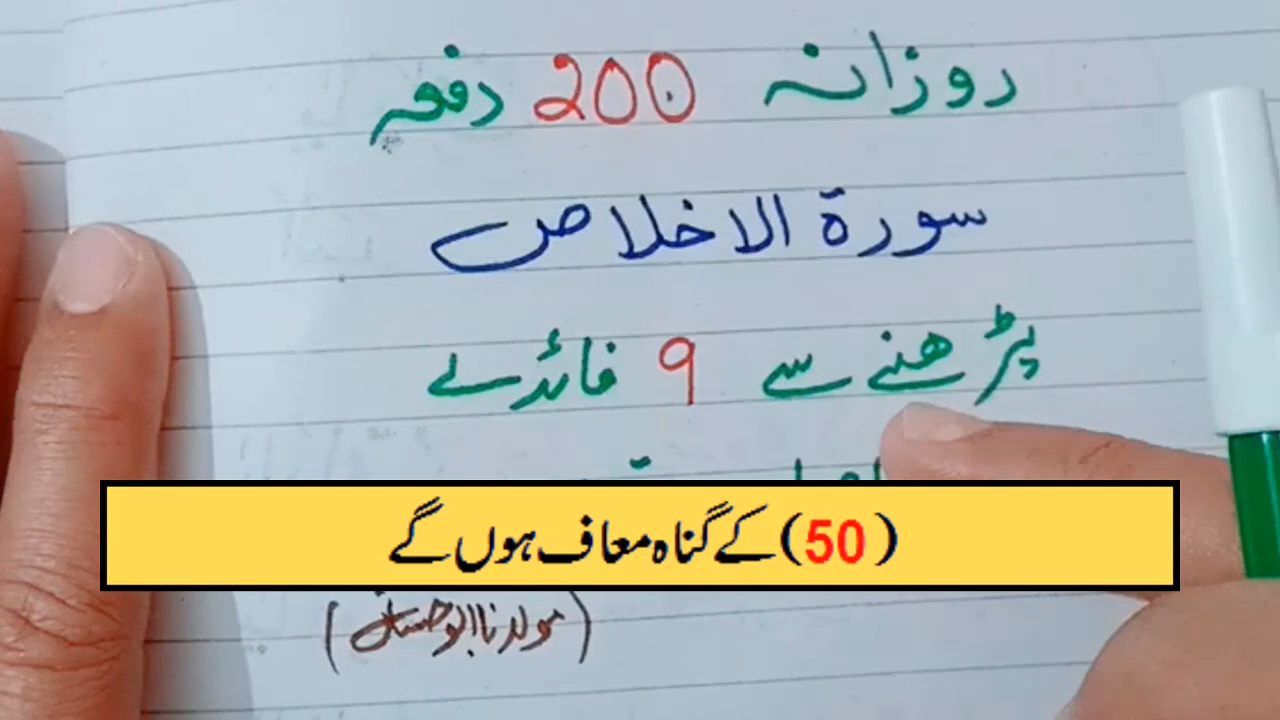 روزانہ 200 دفعہ
سورۃ الاخلاص
پڑھنے سے 9 فائدے
(50) کے گناہ معاف ہوں گے
(مولانا ابو حسان)